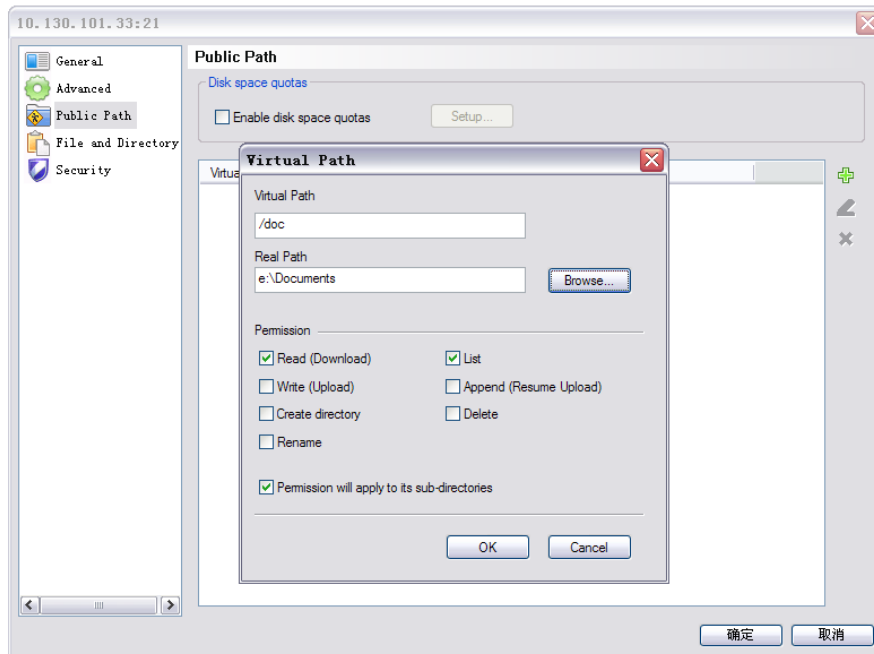 10.130.101.33:21
General
Advanced
Public Path
File and Directory
Security
Public Path
Disk space quotas
Enable disk space quotas
Setup...
Virtual Path
Virtual Path
/doc
Real Path
e:\Documents
Browse...
Permission
Read (Download)
List
Write (Upload)
Append (Resume Upload)
Create directory
Delete
Rename
Permission will apply to its sub-directories
OK
Cancel
确定
取消